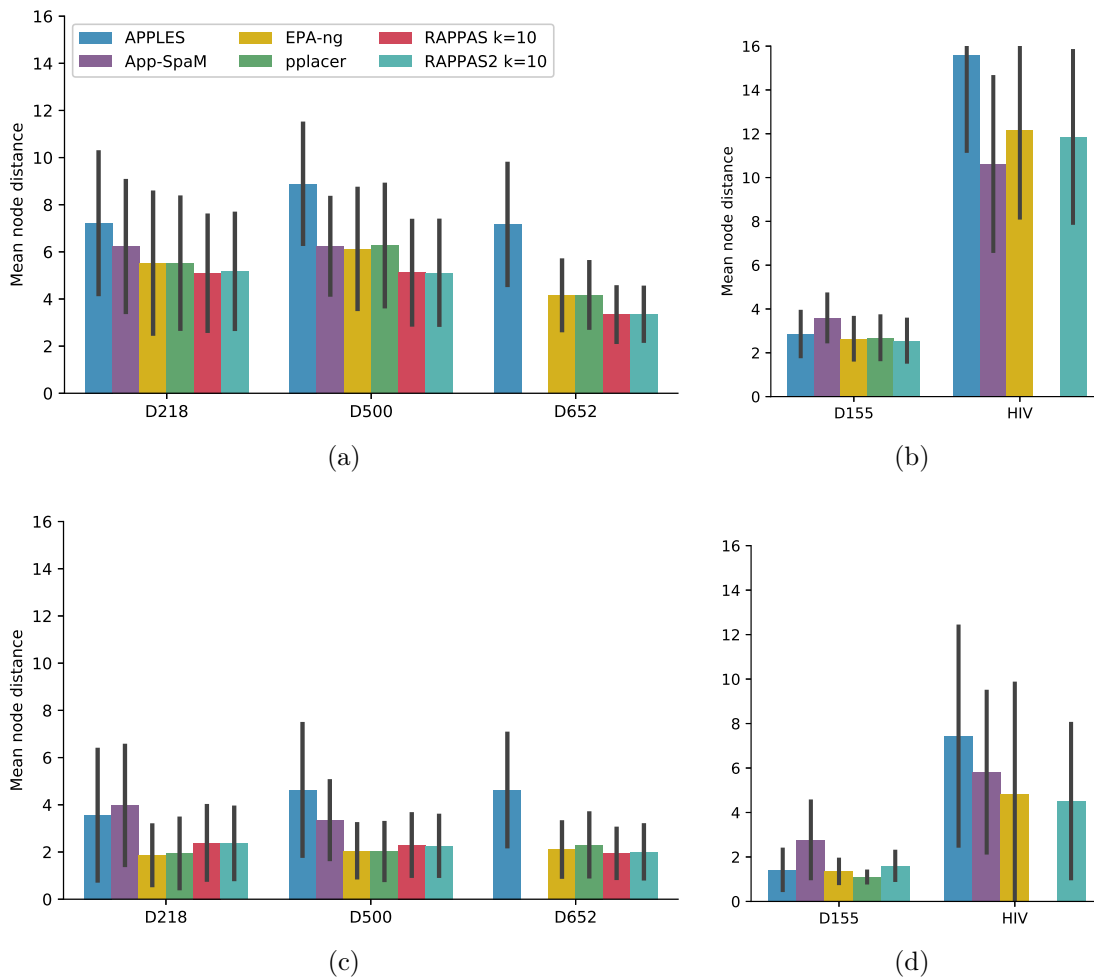 16
14
12
10
8
6
4
2
0
Mean node distance
APPLES EPA-ng RAPPAS k=10
App-SpaM pplacer RAPPAS2 k=10
D218 D500 D652
(a)
16
14
12
10
8
6
4
2
0
Mean node distance
D155 HIV
(b)
16
14
12
10
8
6
4
2
0
Mean node distance
D218 D500 D652
(c)
16
14
12
10
8
6
4
2
0
D155 HIV
(d)